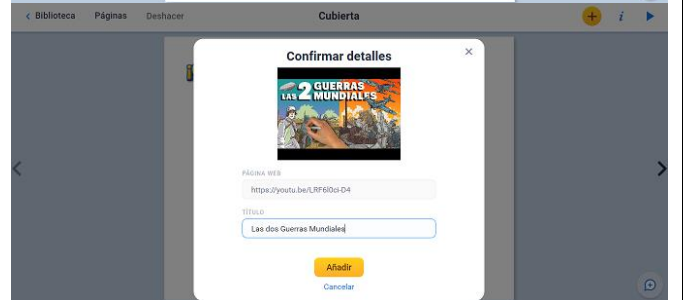 Biblioteca Páginas Deshacer Cubierta i
Confirmar detalles
LAS 2 GUERRAS
MUNDIALES
PÁGINA WEB
https://youtu.be/LRF6l0ci-D4
TÍTULO
Las dos Guerras Mundiales
Añadir
Cancelar